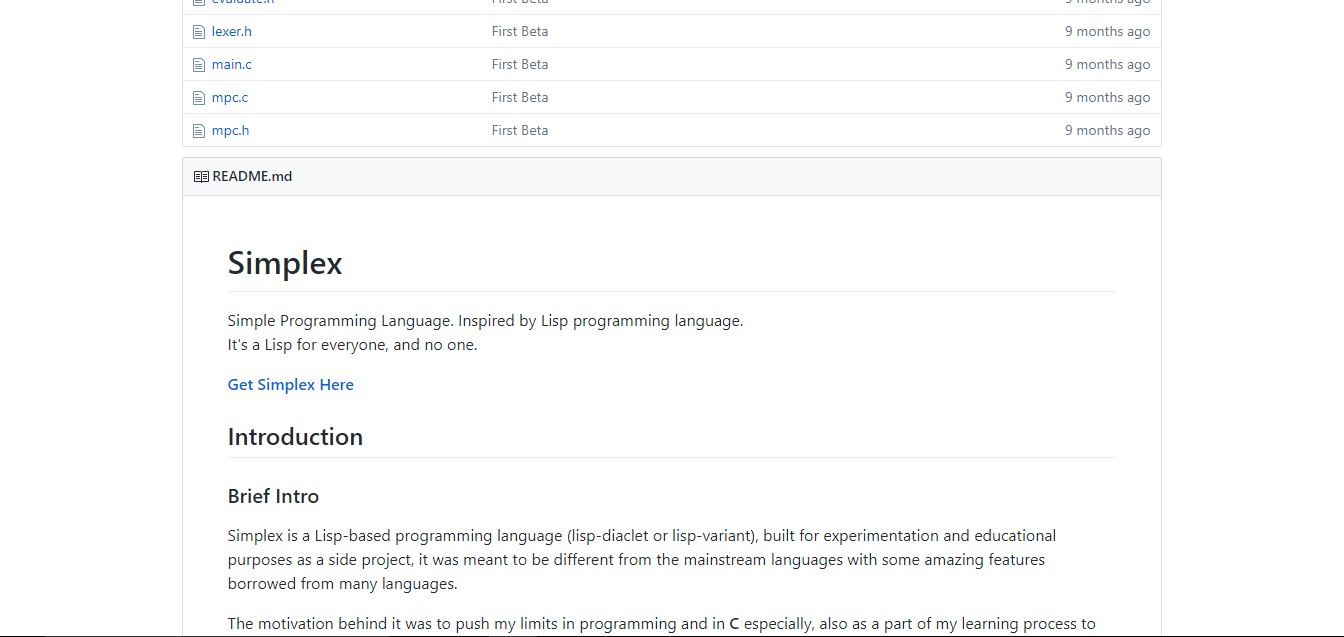 evaluate.h First Beta 9 months ago
lexer.h First Beta 9 months ago
main.c First Beta 9 months ago
mpc.c First Beta 9 months ago
mpc.h First Beta 9 months ago
README.md
Simplex
Simple Programming Language. Inspired by Lisp programming language.
It's a Lisp for everyone, and no one.
Get Simplex Here
Introduction
Brief Intro
Simplex is a Lisp-based programming language (lisp-diaclet or lisp-variant), built for experimentation and educational
purposes as a side project, it was meant to be different from the mainstream languages with some amazing features
borrowed from many languages.
The motivation behind it was to push my limits in programming and in C especially, also as a part of my learning process to